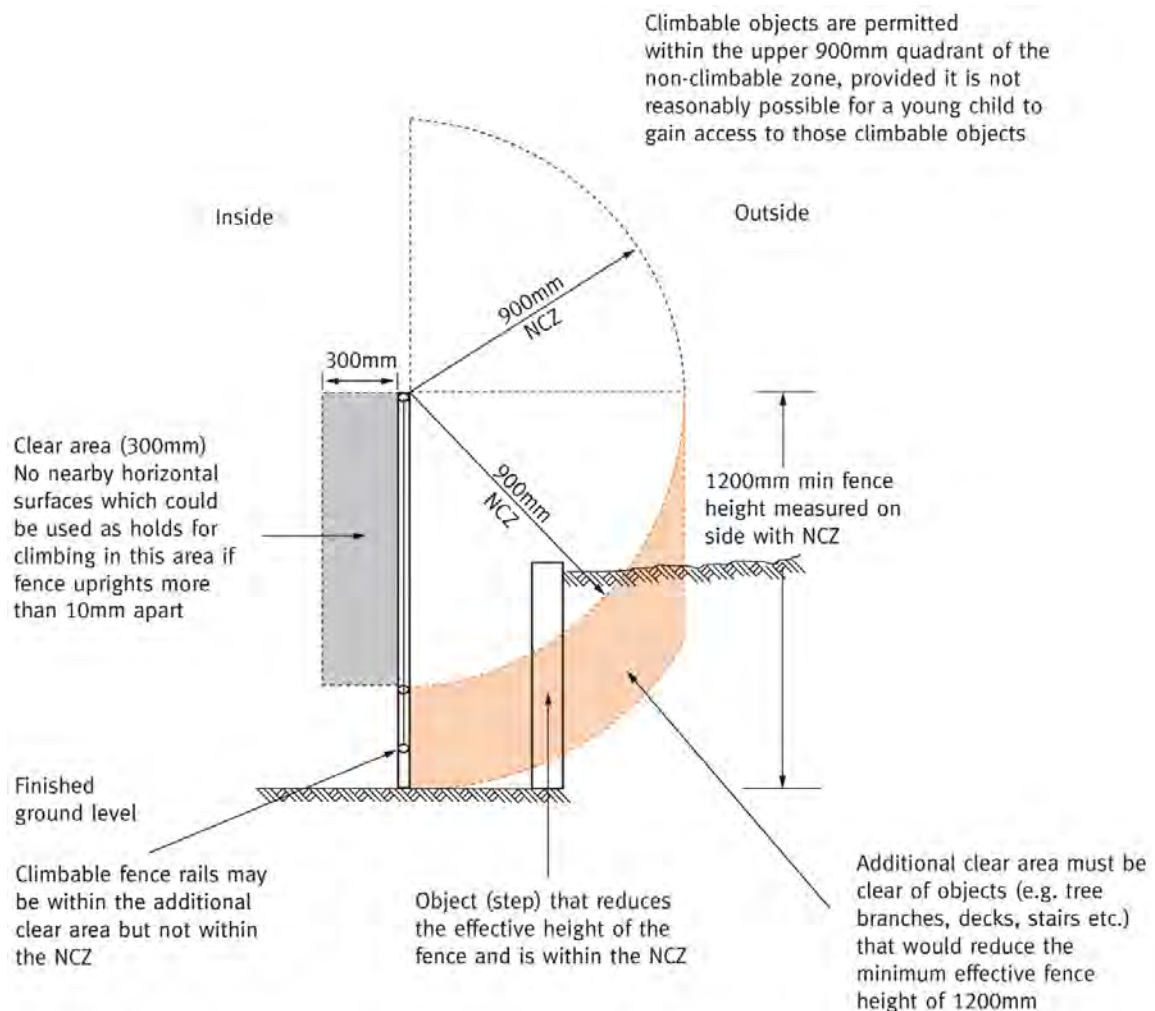 Climbable objects are permitted
within the upper 900mm quadrant of the
non-climbable zone, provided it is not
reasonably possible for a young child to
gain access to those climbable objects
Inside
Outside
900mm
NCZ
300mm
Clear area (300mm)
No nearby horizontal
surfaces which could
be used as holds for
climbing in this area if
fence uprights more
than 10mm apart
900mm
NCZ
1200mm min fence
height measured on
side with NCZ
Finished
ground level
Climbable fence rails may
be within the additional
clear area but not within
the NCZ
Object (step) that reduces
the effective height of the
fence and is within the NCZ
Additional clear area must be
clear of objects (e.g. tree
branches, decks, stairs etc.)
that would reduce the
minimum effective fence
height of 1200mm